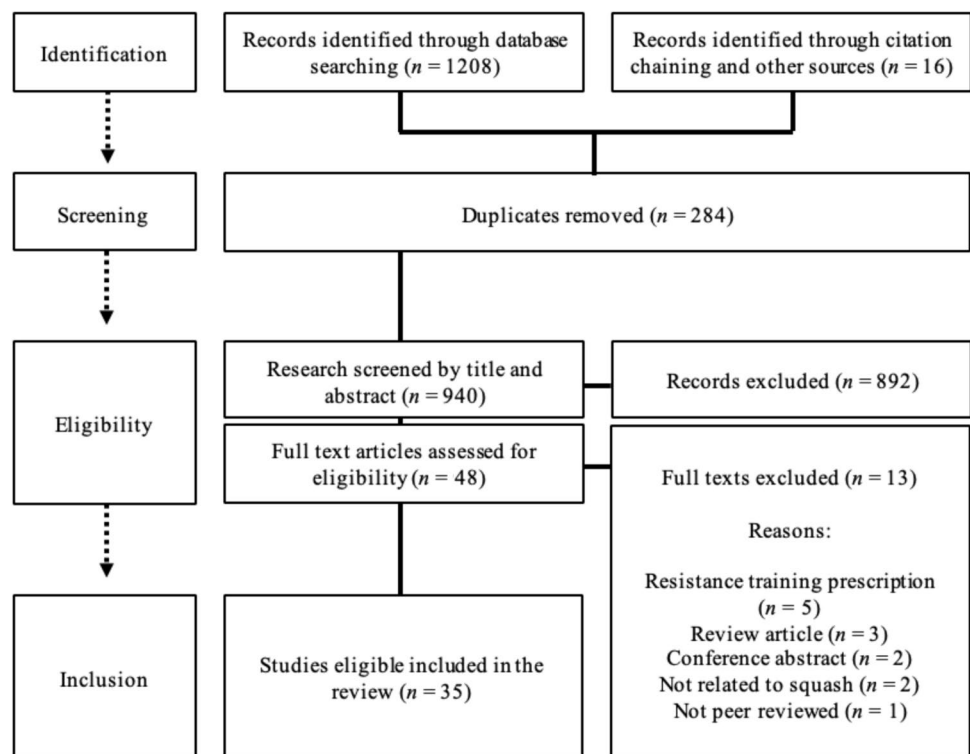 Identification
Records identified through database
searching (n = 1208)
Records identified through citation
chaining and other sources (n = 16)
Screening
Duplicates removed (n = 284)
Eligibility
Research screened by title and
abstract (n = 940)
Records excluded (n = 892)
Full text articles assessed for
eligibility (n = 48)
Full texts excluded (n = 13)
Reasons:
Resistance training prescription
(n = 5)
Review article (n = 3)
Conference abstract (n = 2)
Not related to squash (n = 2)
Not peer reviewed (n = 1)
Inclusion
Studies eligible included in the
review (n = 35)